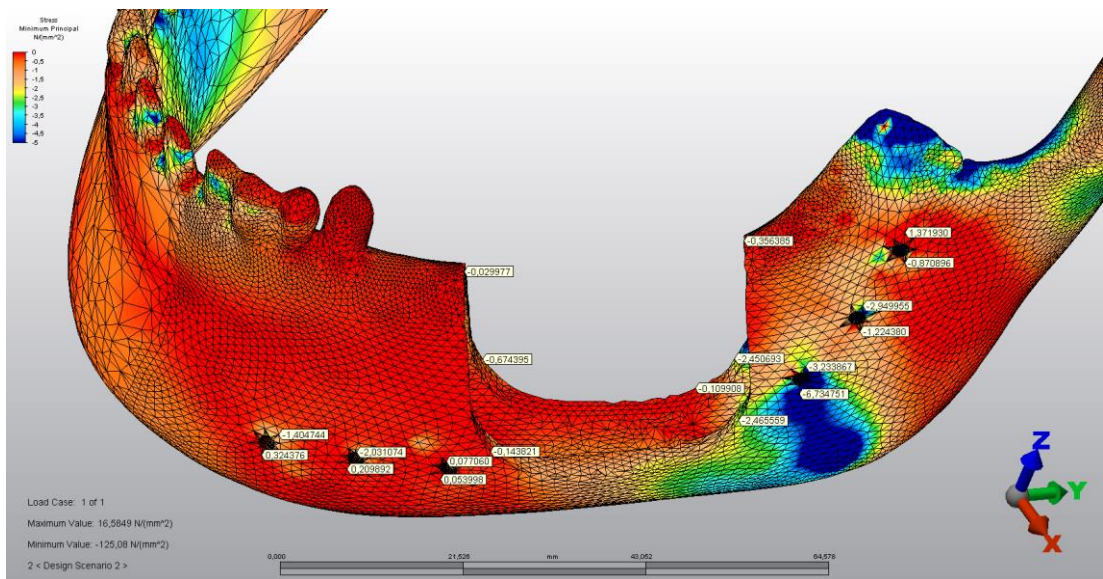 Stress
Minimum Principal
N/(mm^2)
0
-0,5
-1
-1,5
-2
-2,5
-3
-3,5
-4
-4,5
-5
1,371930
-0,870896
-0,356385
-0,029977
-2,949955
-1,224380
-0,674395
-2,450693
-3,233867
-0,109908
-6,734751
-2,465559
-1,404744
0,324376
-2,031074
0,209892
0,077060
0,053998
-0,143821
Z
Y
X
Load Case: 1 of 1
Maximum Value: 16,5849 N/(mm^2)
Minimum Value: -125,08 N/(mm^2)
2 < Design Scenario 2 >
0,000 21,526 mm 43,052 64,578